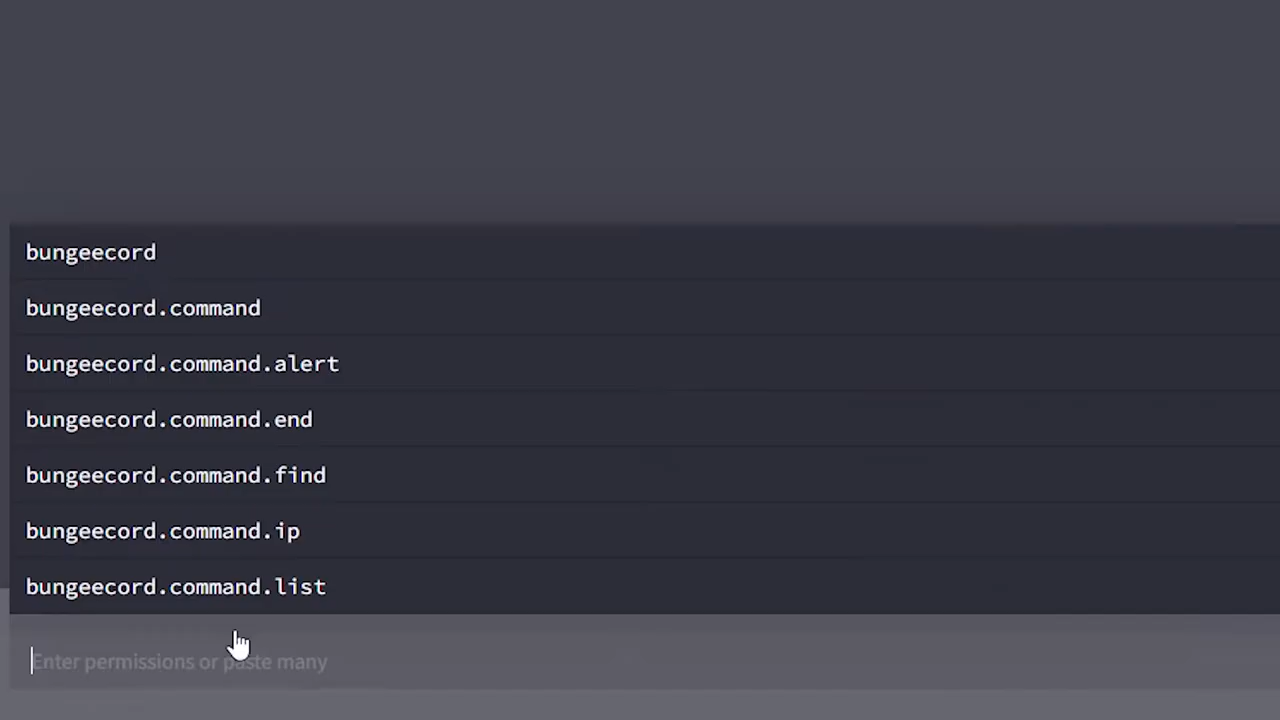 bungeecord
bungeecord.command
bungeecord.command.alert
bungeecord.command.end
bungeecord.command.find
bungeecord.command.ip
bungeecord.command.list
Enter permissions or paste many